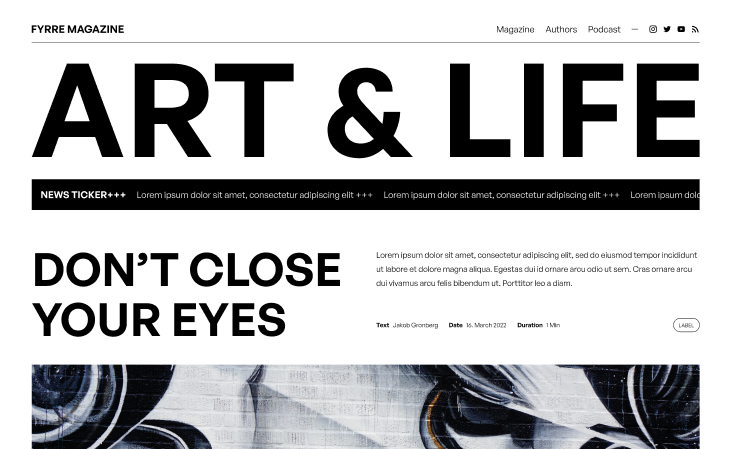 FYRRE MAGAZINE
Magazine Authors Podcast —
ART & LIFE
NEWS TICKER+++ Lorem ipsum dolor sit amet, consectetur adipiscing elit +++ Lorem ipsum dolor sit amet, consectetur adipiscing elit +++ Lorem ipsum dolo
DON’T CLOSE
YOUR EYES
Lorem ipsum dolor sit amet, consectetur adipiscing elit, sed do eiusmod tempor incididunt
ut labore et dolore magna aliqua. Egestas dui id ornare arcu odio ut sem. Cras ornare arcu
dui vivamus arcu felis bibendum ut. Porttitor leo a diam.
Text Jakob Gronberg Date 16. March 2022 Duration 1 Min
LABEL